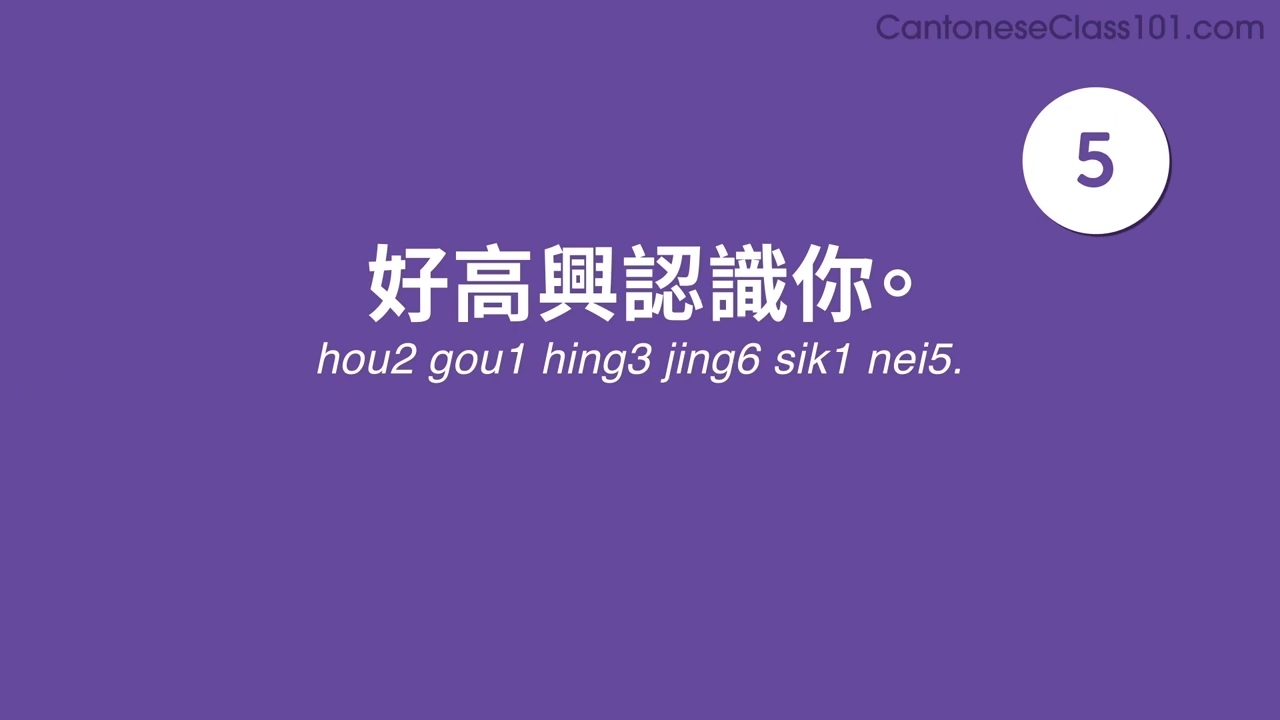 CantoneseClass101.com
5
好高興認識你。
hou2 gou1 hing3 jing6 sik1 nei5.